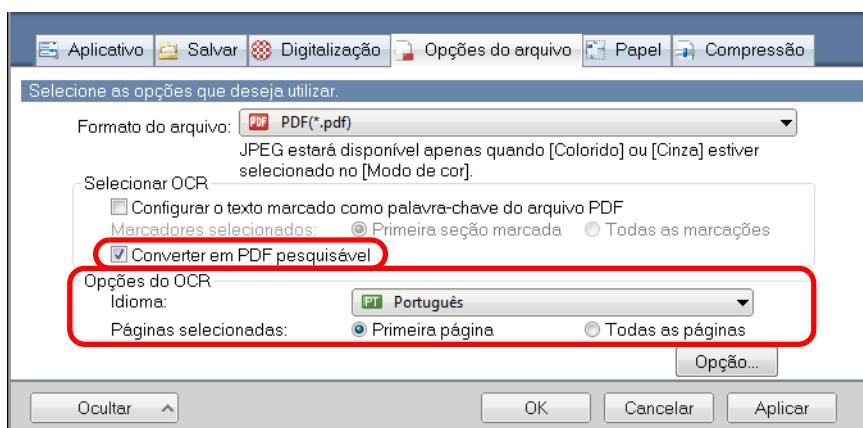 Aplicativo Salvar Digitalização Opções do arquivo Papel Compressão
Selecione as opções que deseja utilizar.
Formato do arquivo: PDF PDF(*.pdf)
JPEG estará disponível apenas quando [Colorido] ou [Cinza] estiver
selecionado no [Modo de cor].
Selecionar OCR
Configurar o texto marcado como palavra-chave do arquivo PDF
Marcadores selecionados: Primeira seção marcada Todas as marcações
Converter em PDF pesquisável
Opções do OCR
Idioma: PT Português
Páginas selecionadas: Primeira página Todas as páginas
Opção...
Ocultar OK Cancelar Aplicar